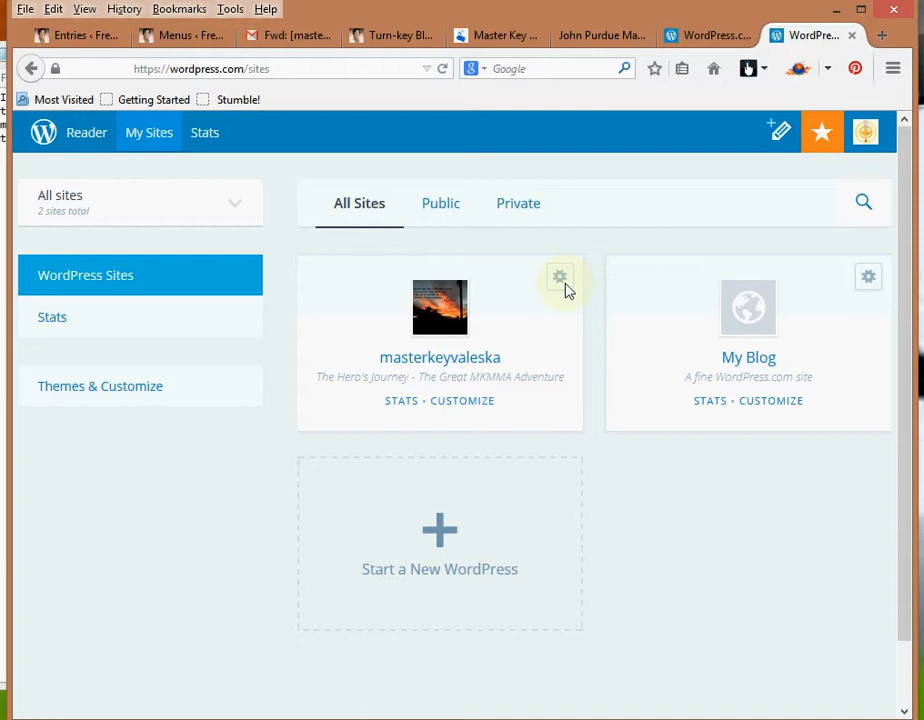 File Edit View History Bookmarks Tools Help
Entries ‹ Fre... Menus ‹ Fre... Fwd: [maste... Turn-key Bl... Master Key ... John Purdue Ma... WordPress.c... WordPre...
https://wordpress.com/sites Google
Most Visited Getting Started Stumble!
Reader My Sites Stats
All sites
2 sites total
All Sites Public Private
WordPress Sites
Stats
Themes & Customize
masterkeyvaleska
The Hero's Journey - The Great MKMMA Adventure
STATS • CUSTOMIZE
My Blog
A fine WordPress.com site
STATS • CUSTOMIZE
Start a New WordPress